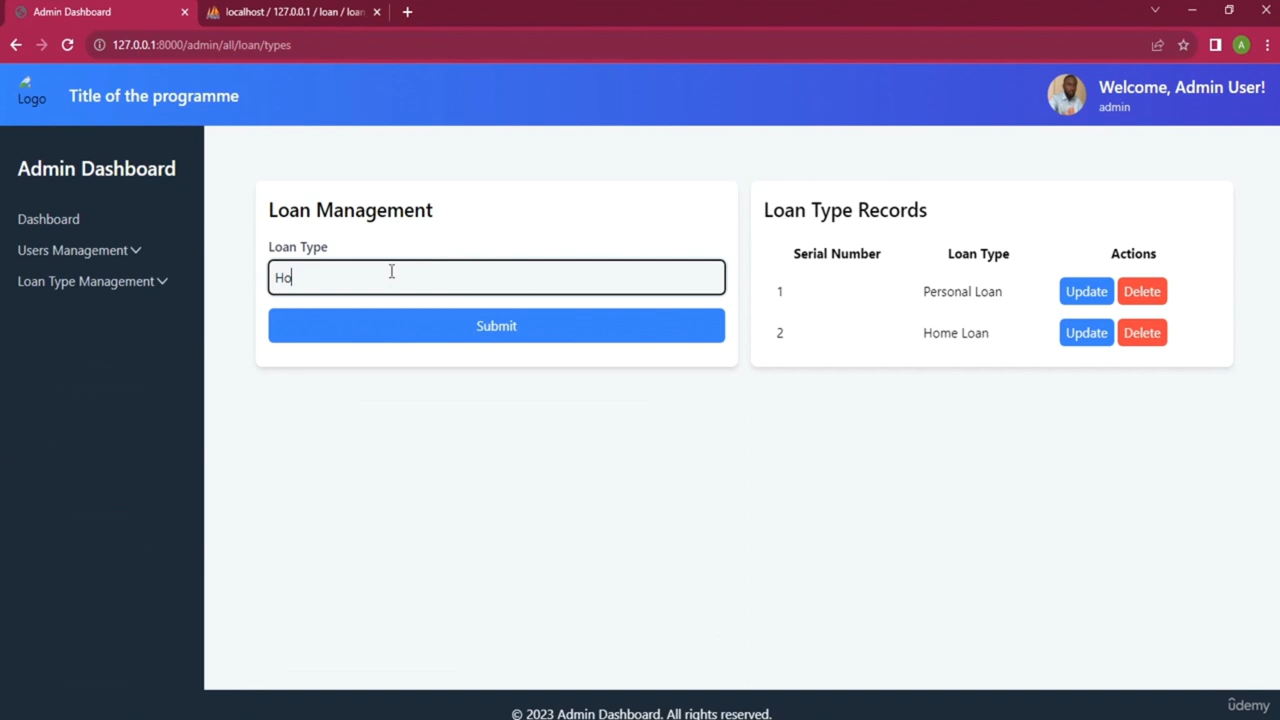 Admin Dashboard
localhost / 127.0.0.1 / loan / loan
127.0.0.1:8000/admin/all/loan/types
A
Logo
Title of the programme
Welcome, Admin User!
admin
Admin Dashboard
Dashboard
Users Management
Loan Type Management
Loan Management
Loan Type
Ho
Submit
Loan Type Records
Serial Number Loan Type Actions
1 Personal Loan Update Delete
2 Home Loan Update Delete
© 2023 Admin Dashboard. All rights reserved.
ûdemy